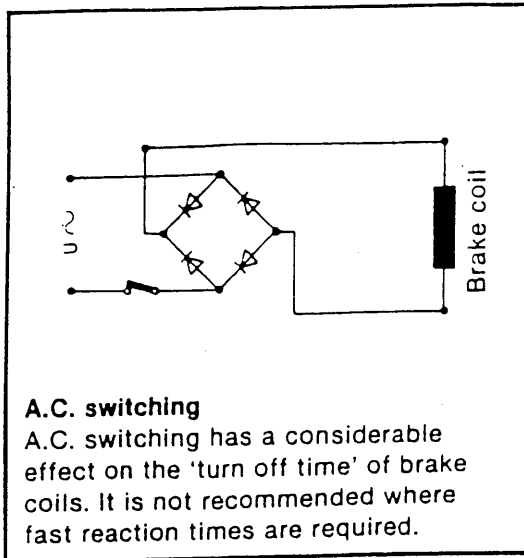 U ~
Brake coil
A.C. switching
A.C. switching has a considerable
effect on the ‘turn off time’ of brake
coils. It is not recommended where
fast reaction times are required.